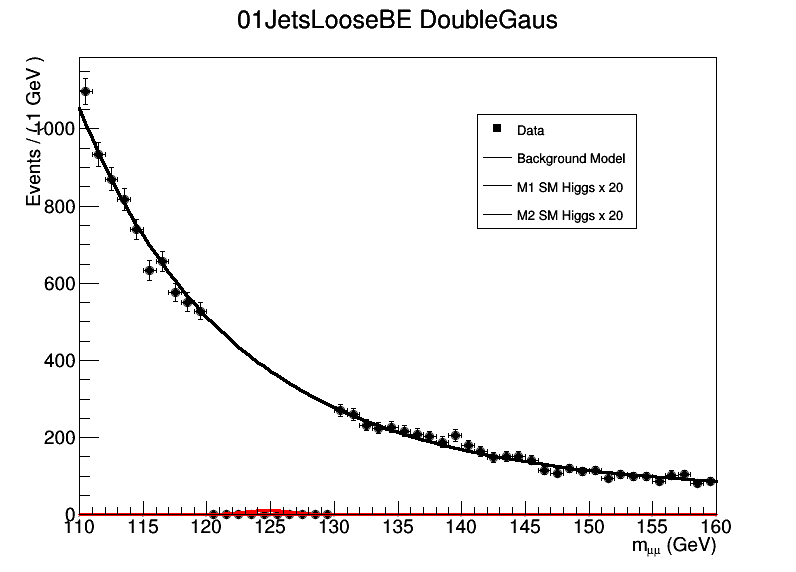 01JetsLooseBE DoubleGaus
Events / ( 1 GeV )
1000
800
600
400
200
0
Data
Background Model
M1 SM Higgs x 20
M2 SM Higgs x 20
110 115 120 125 130 135 140 145 150 155 160
m_μμ (GeV)